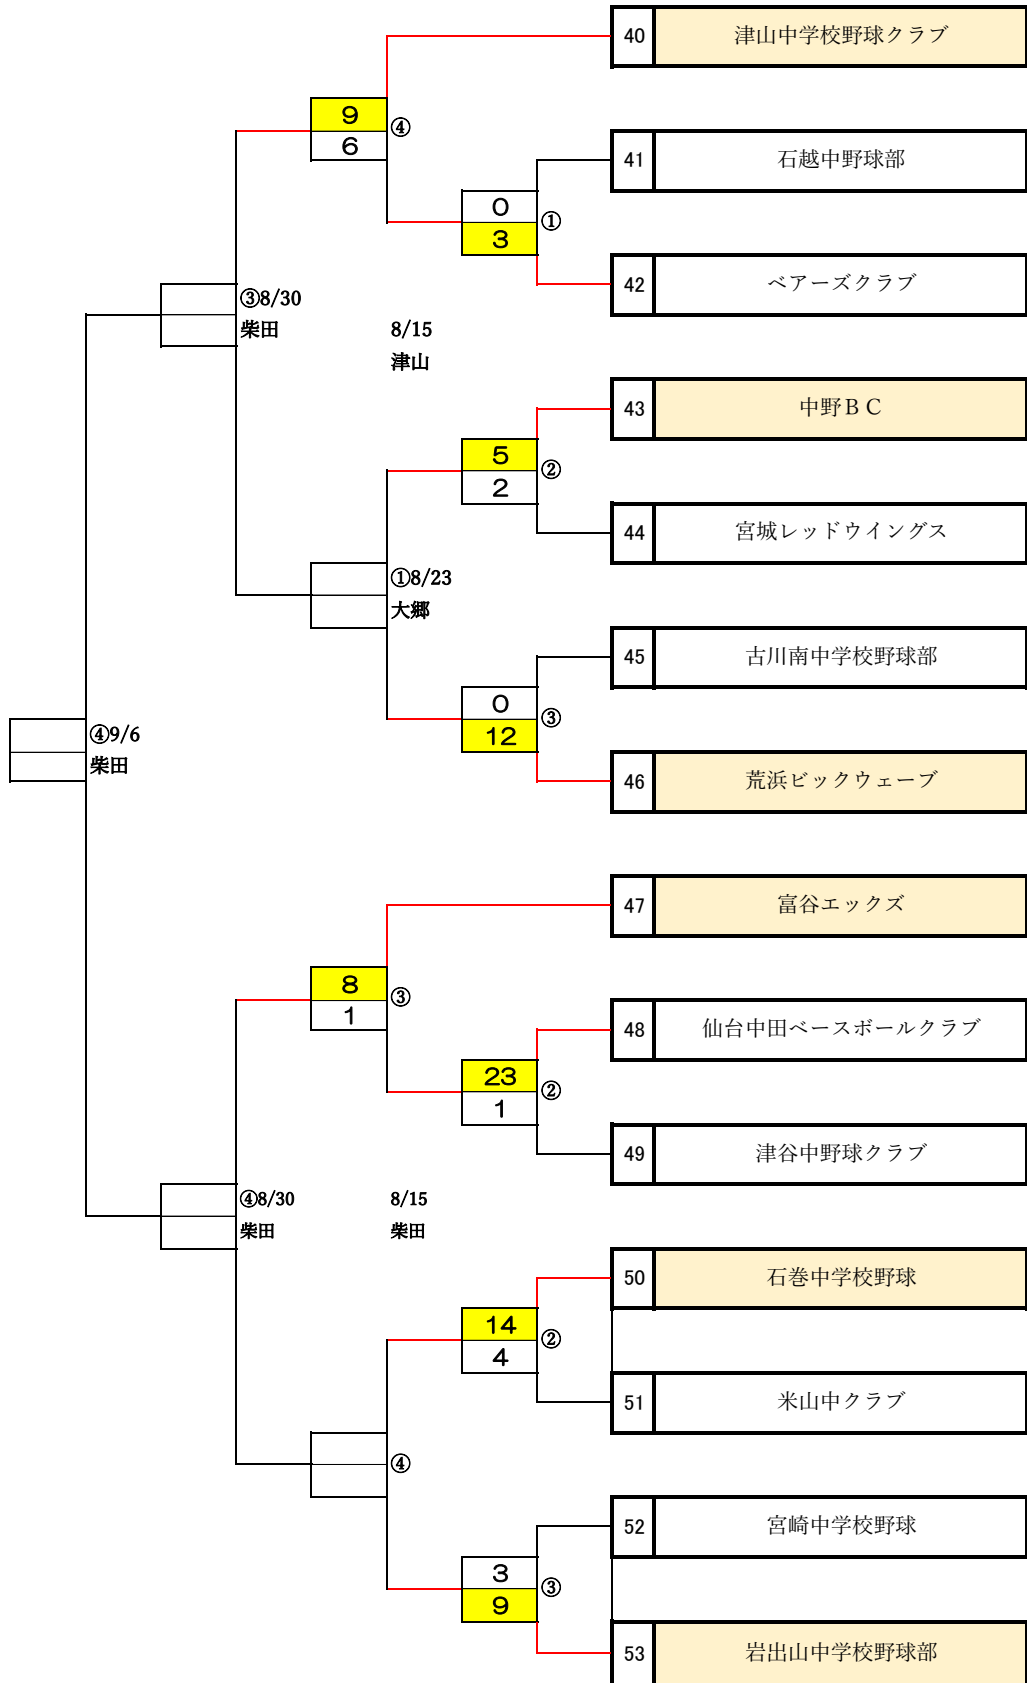 40 津山中学校野球クラブ
9
④
6
41 石越中野球部
0
①
3
42 ベアーズクラブ
③8/30
柴田
8/15
津山
43 中野ＢＣ
5
②
2
44 宮城レッドウイングス
①8/23
大郷
45 古川南中学校野球部
0
③
12
④9/6
柴田
46 荒浜ビックウェーブ
47 富谷エックズ
8
③
1
48 仙台中田ベースボールクラブ
23
②
1
49 津谷中野球クラブ
④8/30
柴田
8/15
柴田
50 石巻中学校野球
14
②
4
51 米山中クラブ
④
52 宮崎中学校野球
3
③
9
53 岩出山中学校野球部